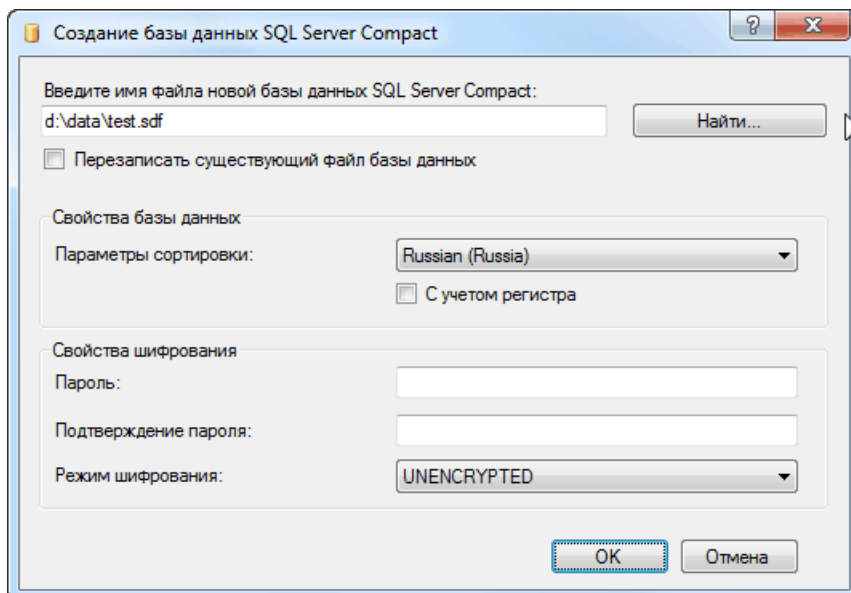 Создание базы данных SQL Server Compact
Введите имя файла новой базы данных SQL Server Compact:
d:\data\test.sdf
Найти...
Перезаписать существующий файл базы данных
Свойства базы данных
Параметры сортировки:
Russian (Russia)
С учетом регистра
Свойства шифрования
Пароль:
Подтверждение пароля:
Режим шифрования:
UNENCRYPTED
OK
Отмена